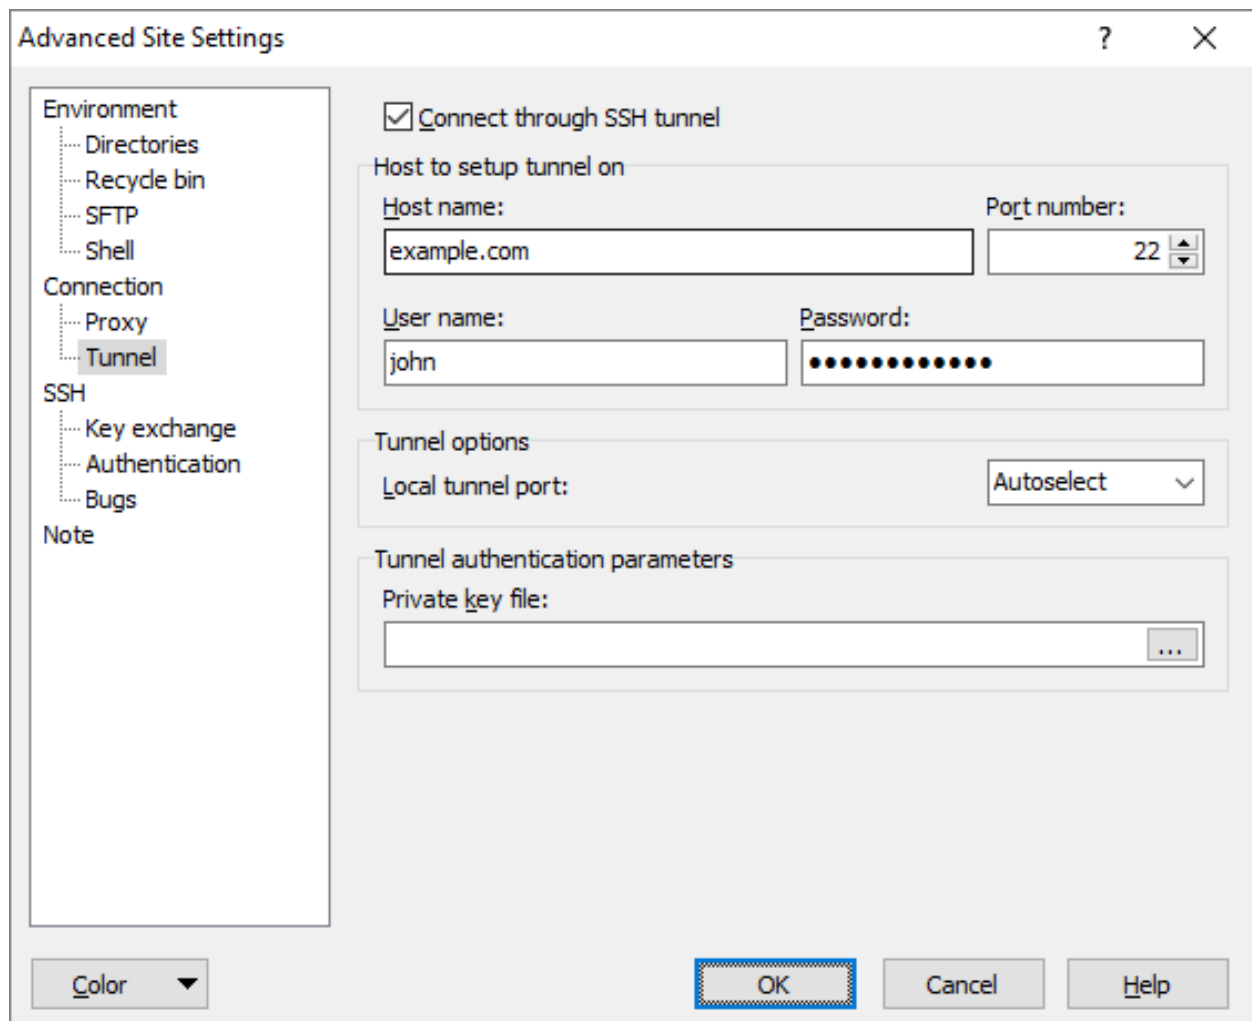 Advanced Site Settings ?
Environment
Directories
Recycle bin
SFTP
Shell
Connection
Proxy
Tunnel
SSH
Key exchange
Authentication
Bugs
Note
Connect through SSH tunnel
Host to setup tunnel on
Host name: Port number:
example.com 22
User name: Password:
john ●●●●●●●●●●●●
Tunnel options
Local tunnel port: Autoselect
Tunnel authentication parameters
Private key file:
...
Color OK Cancel Help